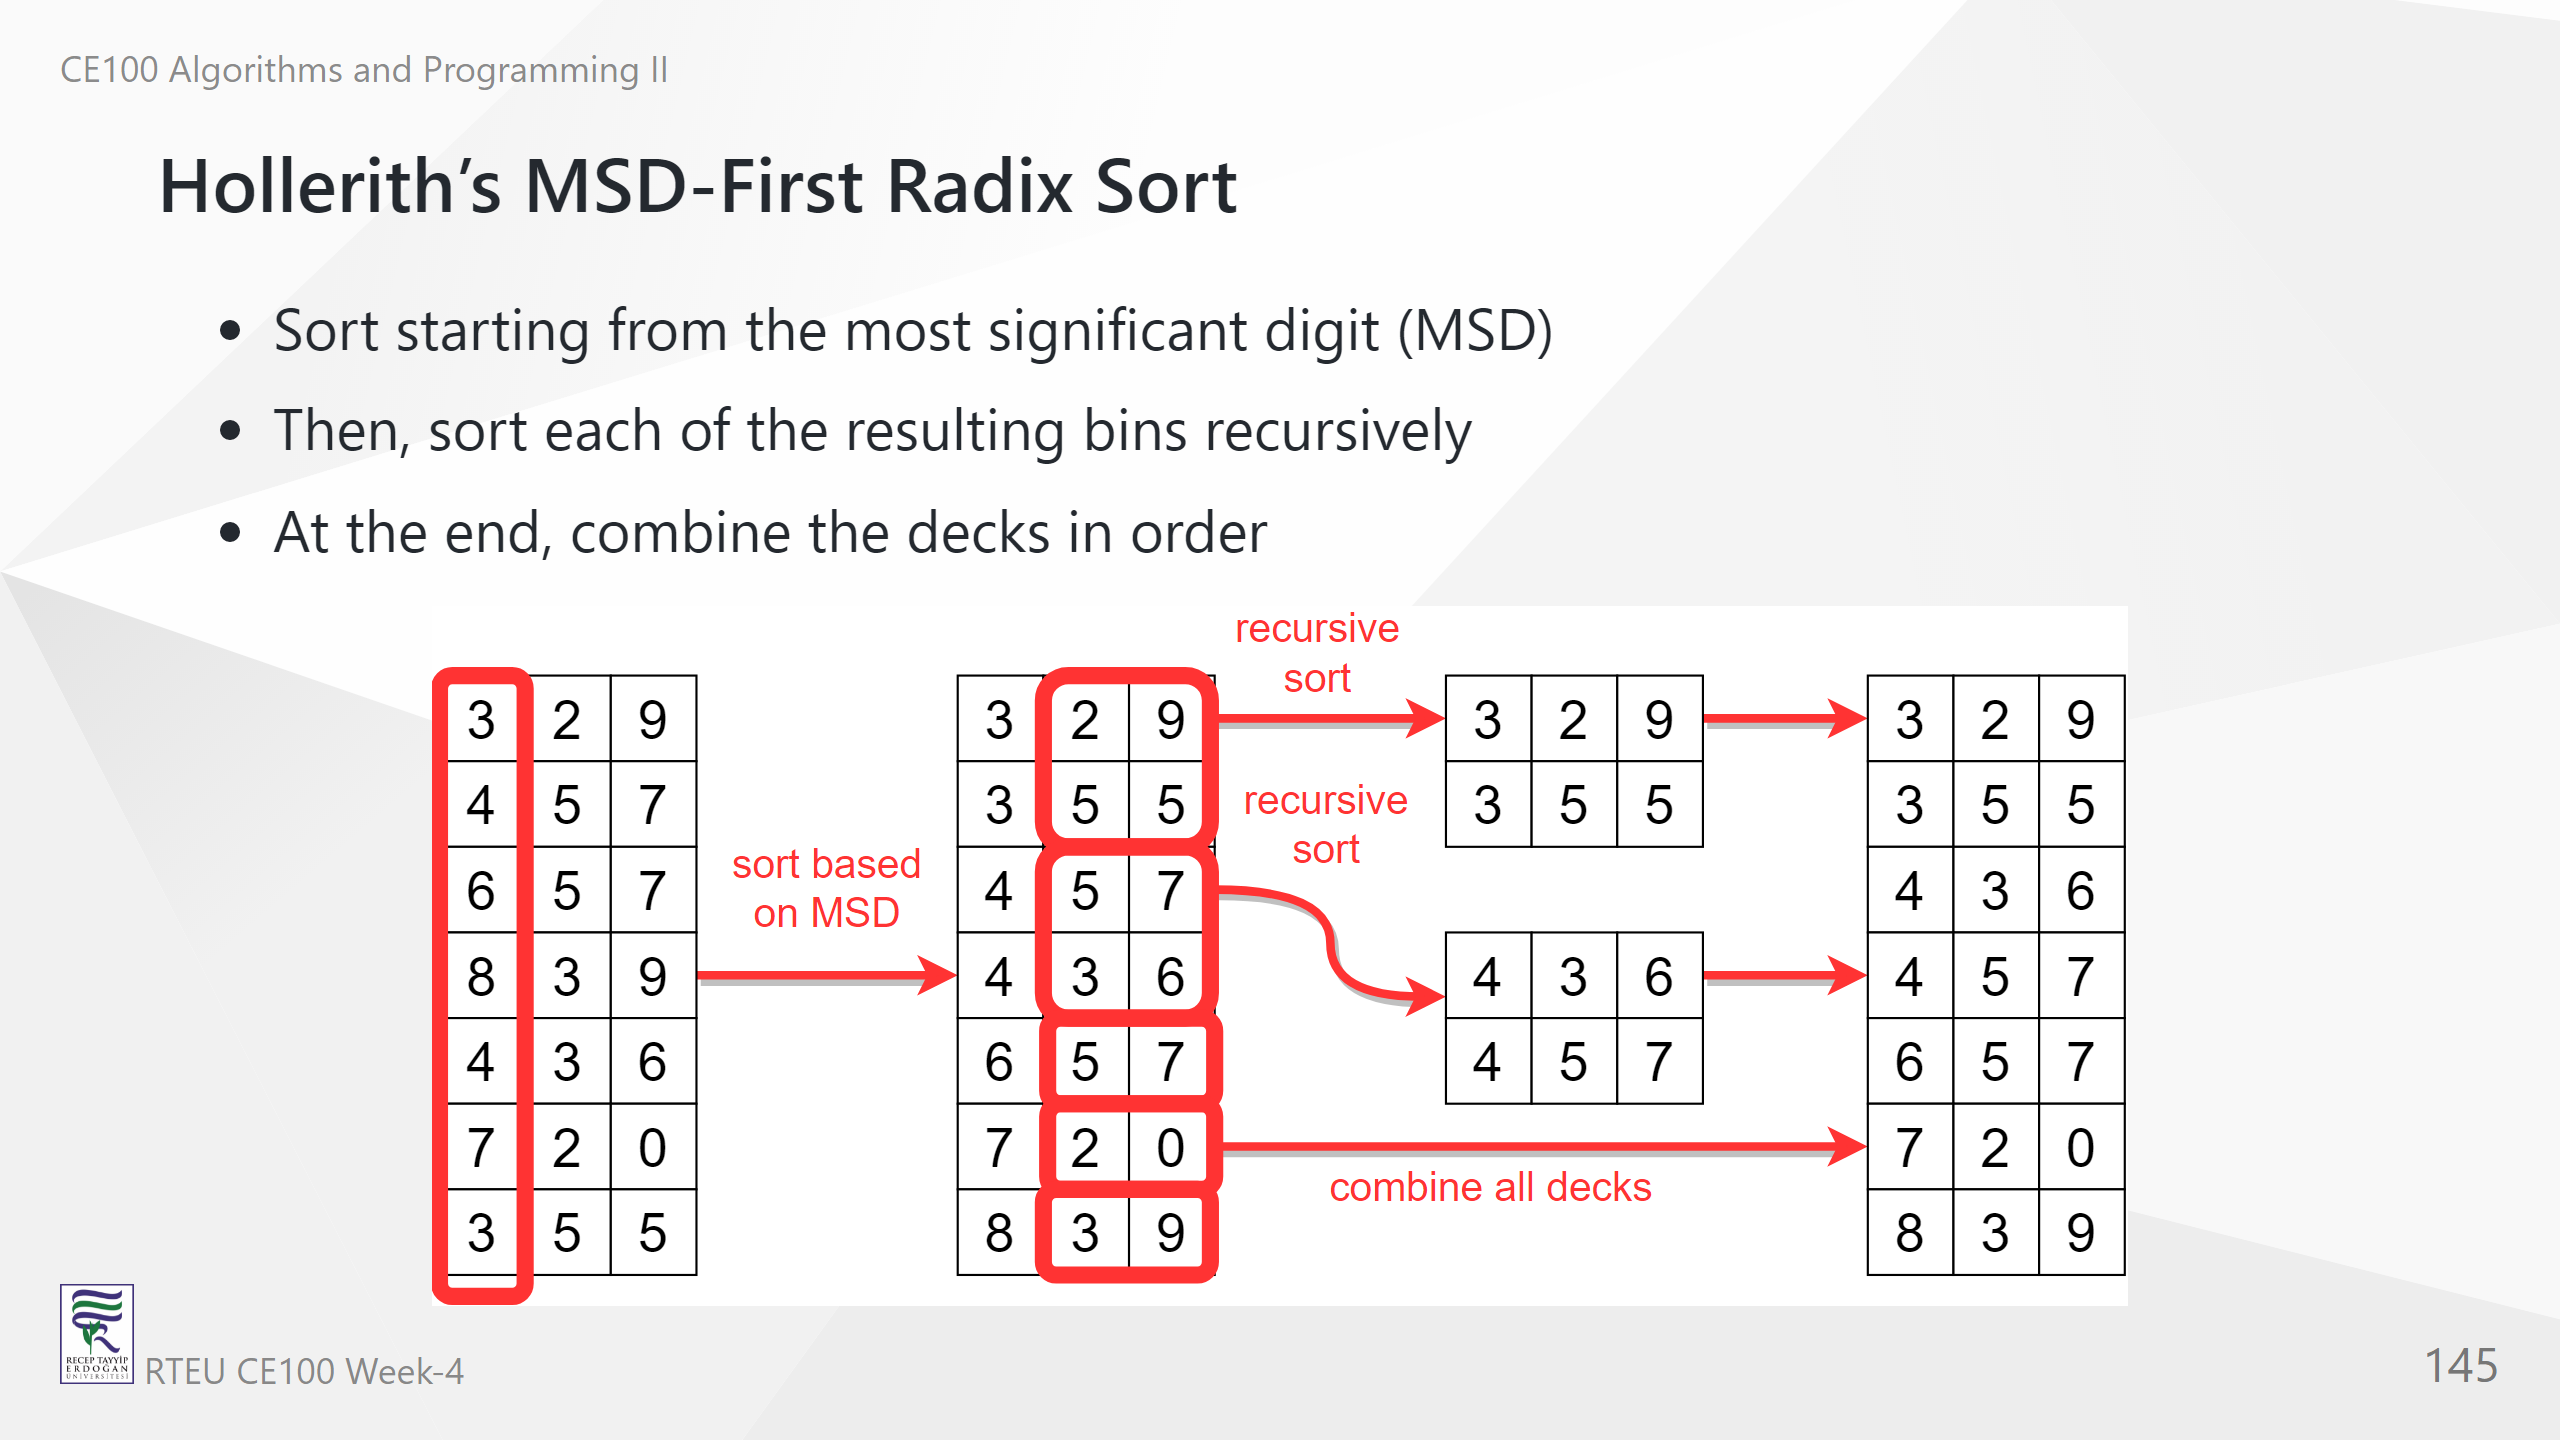 CE100 Algorithms and Programming II
Hollerith’s MSD-First Radix Sort
• Sort starting from the most significant digit (MSD)
• Then, sort each of the resulting bins recursively
• At the end, combine the decks in order
3 2 9
4 5 7
6 5 7
8 3 9
4 3 6
7 2 0
3 5 5
sort based
on MSD
3 2 9
3 5 5
4 5 7
4 3 6
6 5 7
7 2 0
8 3 9
recursive
sort
recursive
sort
3 2 9
3 5 5
4 3 6
4 5 7
combine all decks
3 2 9
3 5 5
4 3 6
4 5 7
6 5 7
7 2 0
8 3 9
RECEP TAYYİP
ERDOĞAN
ÜNİVERSİTESİ
RTEU CE100 Week-4
145